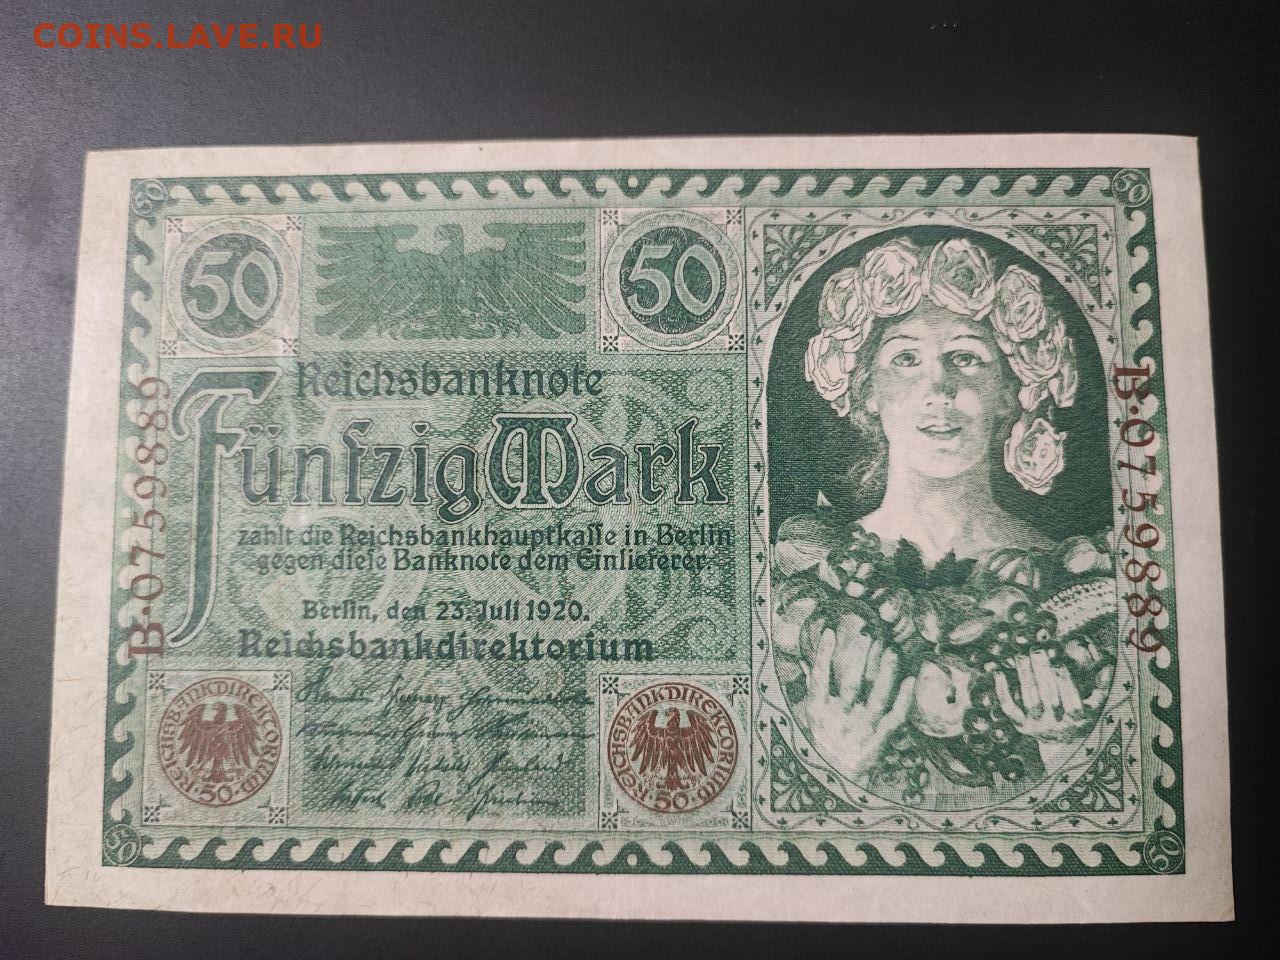 COINS.LAVE.RU
50
50
50
50
Reichsbanknote
Fünfzig Mark
zahlt die Reichsbankhauptkasse in Berlin
gegen diese Banknote dem Einlieferer.
Berlin, den 23. Juli 1920.
Reichsbankdirektorium
REICHSBANKDIREKTORIUM
·50·
REICHSBANKDIREKTORIUM
·50·
B·0759889
B·0759889
50
50